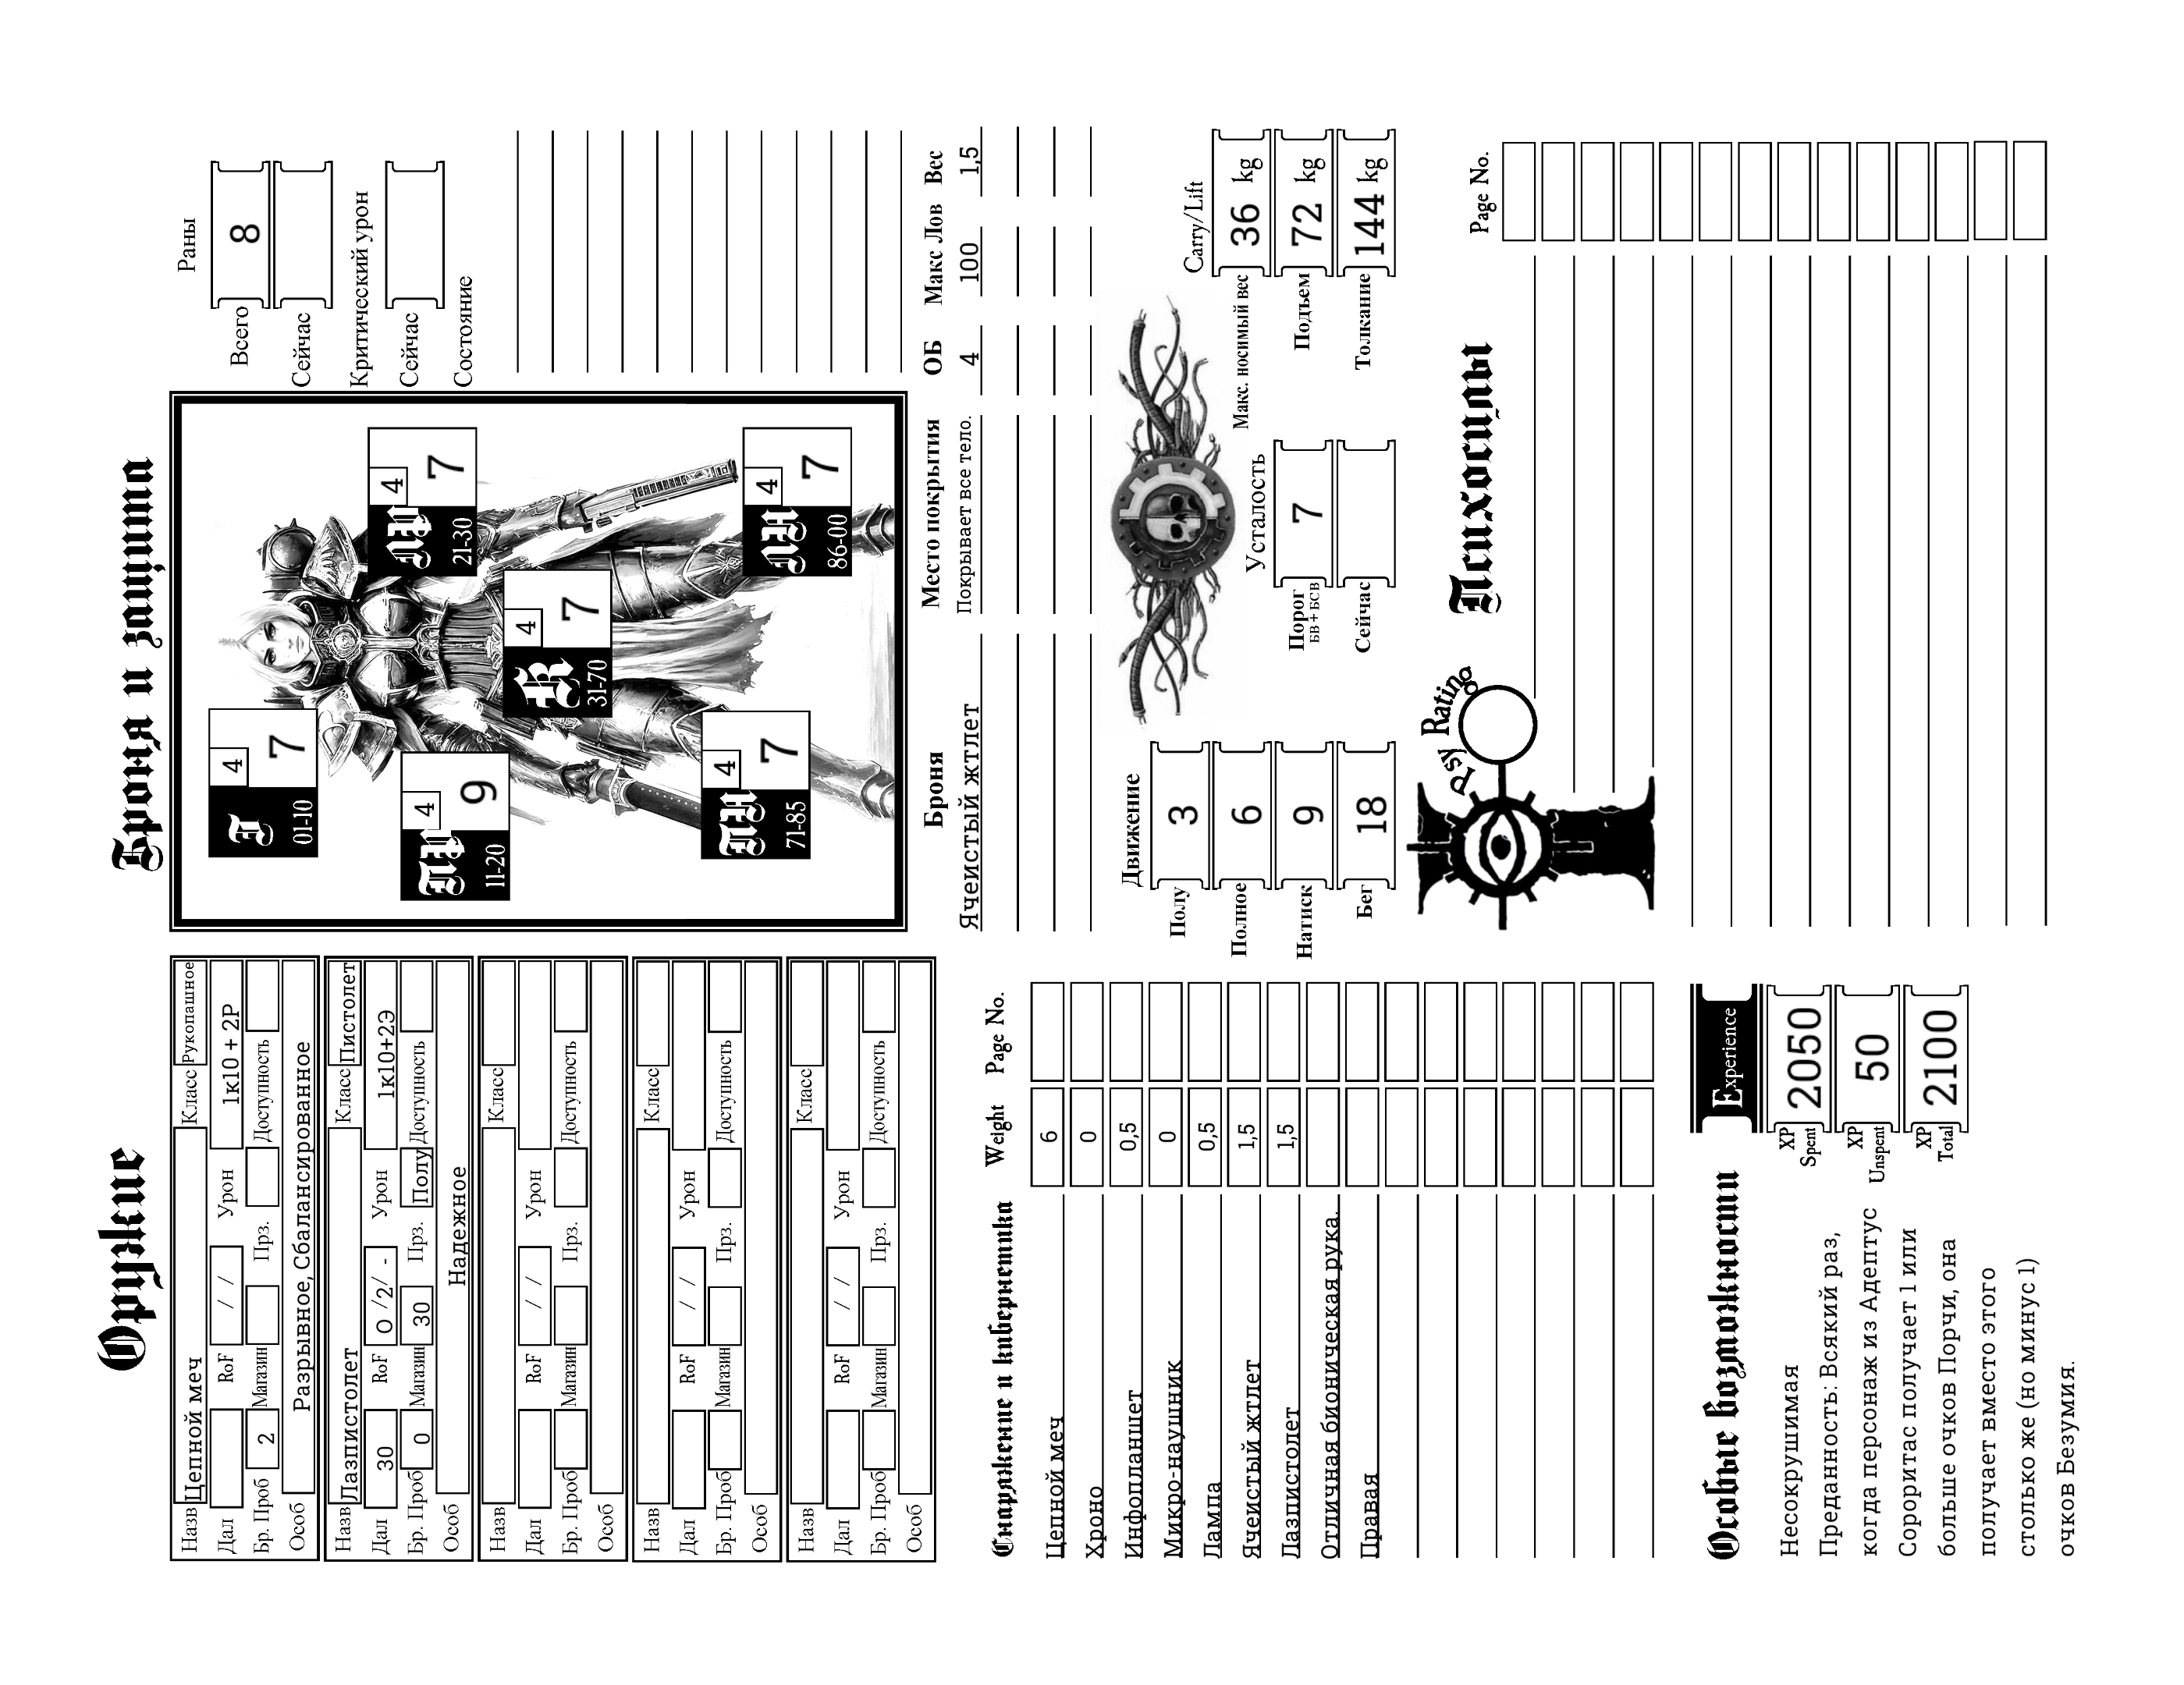 Оружие
Назв Цепной меч Класс Рукопашное
Дал RoF / / Урон 1к10 + 2Р
Бр. Проб 2 Магазин Прз. Доступность
Особ Разрывное, Сбалансированное
Назв Лазпистолет Класс Пистолет
Дал 30 RoF О /2/ - Урон 1к10+2Э
Бр. Проб 0 Магазин 30 Прз. Полу Доступность
Особ Надежное
Назв Класс
Дал RoF / / Урон
Бр. Проб Магазин Прз. Доступность
Особ
Назв Класс
Дал RoF / / Урон
Бр. Проб Магазин Прз. Доступность
Особ
Назв Класс
Дал RoF / / Урон
Бр. Проб Магазин Прз. Доступность
Особ
Броня и защита
Г 4
01-10 7
ПР 4
11-20 9
ЛР 4
21-30 7
Т 4
31-70 7
ПН 4
71-85 7
ЛН 4
86-00 7
Раны
Всего 8
Сейчас
Критический урон
Сейчас
Состояние
Броня Место покрытия ОБ Макс Лов Вес
Ячеистый жтлет Покрывает все тело. 4 100 1,5
Снаряжение и кибернетика Weight Page No.
Цепной меч 6
Хроно 0
Инфопланшет 0,5
Микро-наушник 0
Лампа 0,5
Ячеистый жтлет 1,5
Лазпистолет 1,5
Отличная бионическая рука.
Правая
Движение
Полу 3
Полное 6
Натиск 9
Бег 18
Усталость
Порог 7
БВ + БСВ
Сейчас
Carry/Lift
Макс. носимый вес 36 kg
Подъем 72 kg
Толкание 144 kg
Psy Rating
Психосилы Page No.
Особые возможности
Несокрушимая
Преданность: Всякий раз,
когда персонаж из Адептус
Сороритас получает 1 или
больше очков Порчи, она
получает вместо этого
столько же (но минус 1)
очков Безумия.
Experience
XP Spent 2050
XP Unspent 50
XP Total 2100